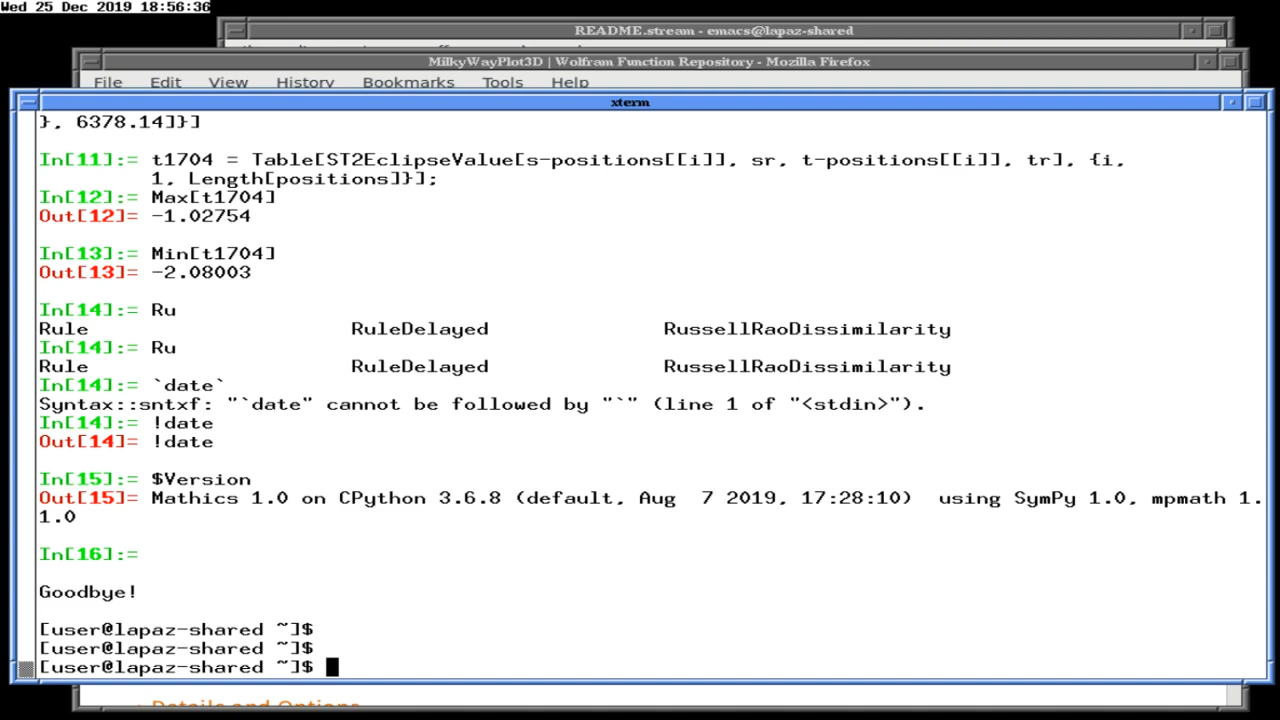 Wed 25 Dec 2019 18:56:36
README.stream - emacs@lapaz-shared
MilkyWayPlot3D | Wolfram Function Repository - Mozilla Firefox
File Edit View History Bookmarks Tools Help
xterm
}, 6378.14]}]
In[11]:= t1704 = Table[ST2EclipseValue[s-positions[[i]], sr, t-positions[[i]], tr], {i,
1, Length[positions]}];
In[12]:= Max[t1704]
Out[12]= -1.02754
In[13]:= Min[t1704]
Out[13]= -2.08003
In[14]:= Ru
Rule RuleDelayed RussellRaoDissimilarity
In[14]:= Ru
Rule RuleDelayed RussellRaoDissimilarity
In[14]:= `date`
Syntax::sntxf: "`date" cannot be followed by "`" (line 1 of "<stdin>").
In[14]:= !date
Out[14]= !date
In[15]:= $Version
Out[15]= Mathics 1.0 on CPython 3.6.8 (default, Aug  7 2019, 17:28:10)  using SymPy 1.0, mpmath 1.
1.0
In[16]:=
Goodbye!
[user@lapaz-shared ~]$
[user@lapaz-shared ~]$
[user@lapaz-shared ~]$
Details and Options